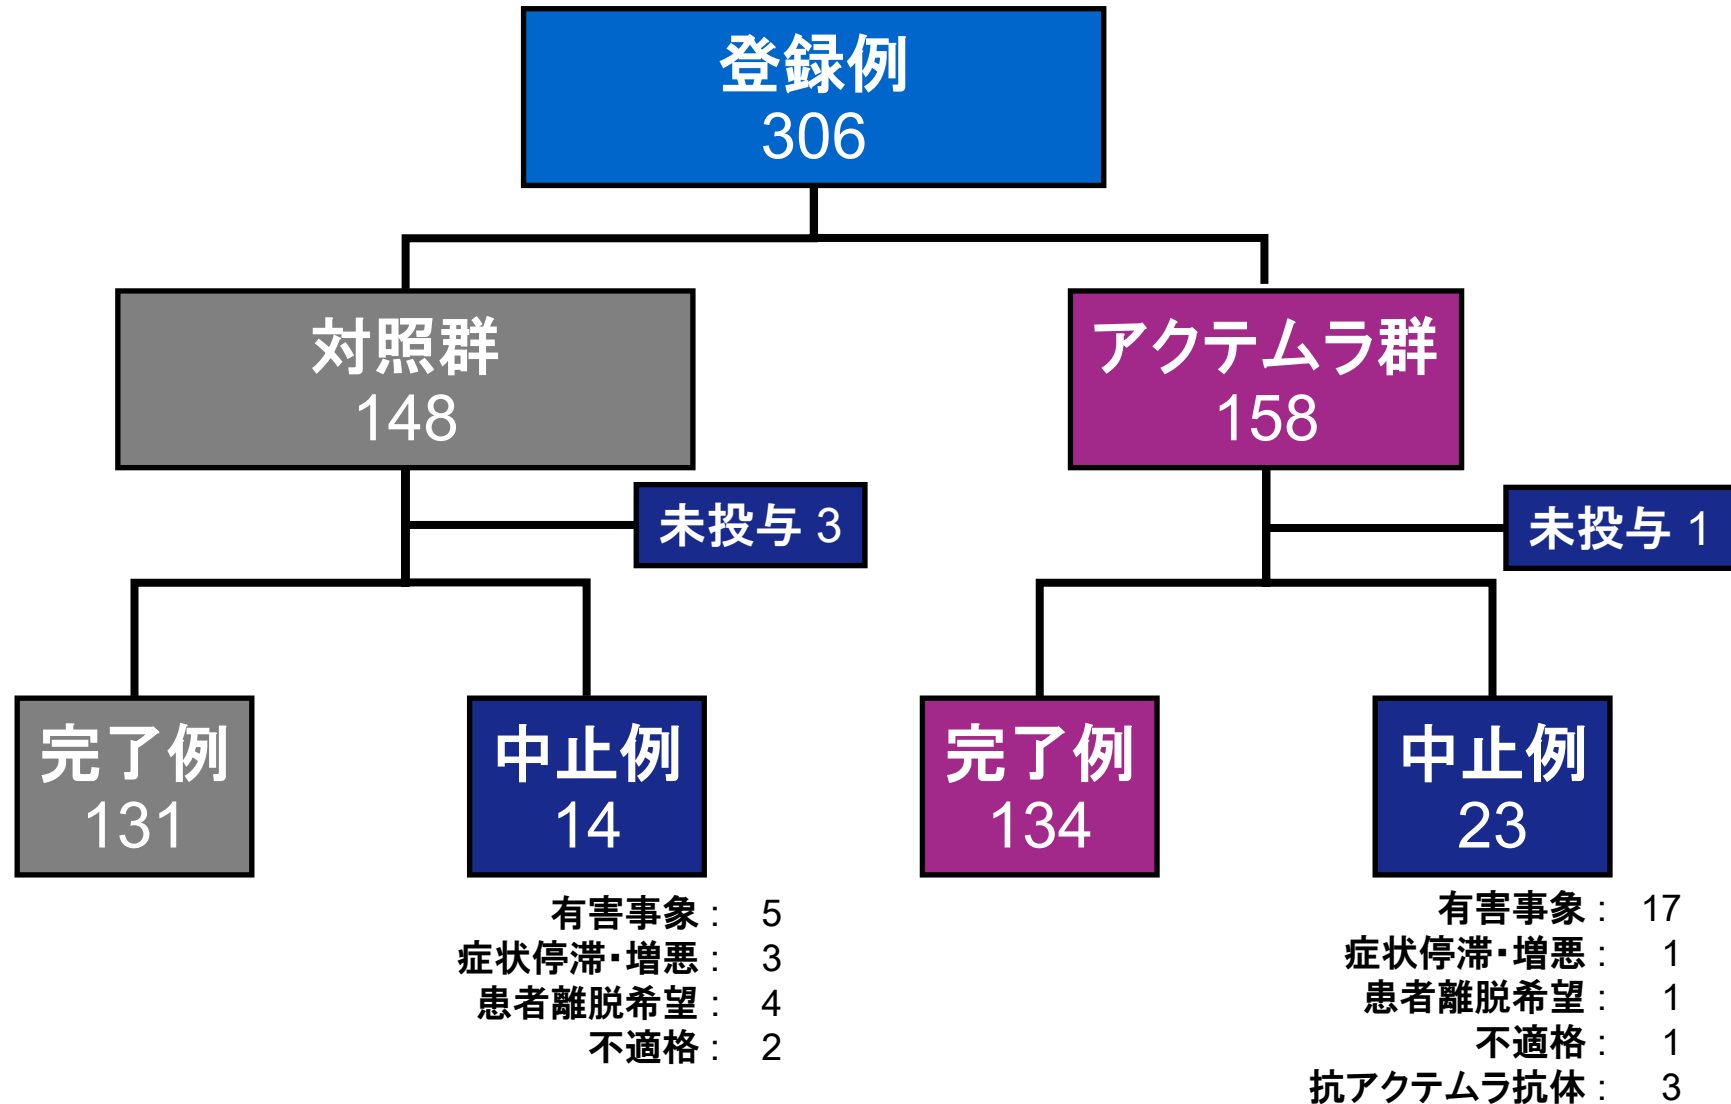 登録例
306
対照群
148
アクテムラ群
158
未投与 3
未投与 1
完了例
131
中止例
14
完了例
134
中止例
23
有害事象： 5
症状停滞・増悪： 3
患者離脱希望： 4
不適格： 2
有害事象： 17
症状停滞・増悪： 1
患者離脱希望： 1
不適格： 1
抗アクテムラ抗体： 3